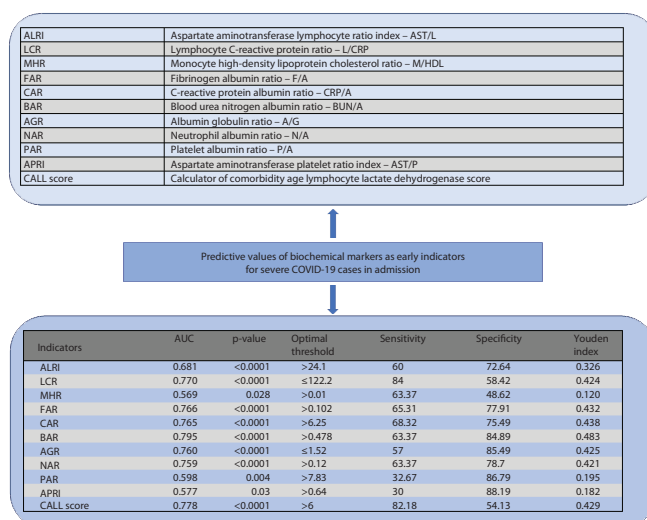 ALRI Aspartate aminotransferase lymphocyte ratio index – AST/L
LCR Lymphocyte C-reactive protein ratio – L/CRP
MHR Monocyte high-density lipoprotein cholesterol ratio – M/HDL
FAR Fibrinogen albumin ratio – F/A
CAR C-reactive protein albumin ratio – CRP/A
BAR Blood urea nitrogen albumin ratio – BUN/A
AGR Albumin globulin ratio – A/G
NAR Neutrophil albumin ratio – N/A
PAR Platelet albumin ratio – P/A
APRI Aspartate aminotransferase platelet ratio index – AST/P
CALL score Calculator of comorbidity age lymphocyte lactate dehydrogenase score
Predictive values of biochemical markers as early indicators
for severe COVID-19 cases in admission
Indicators AUC p-value Optimal threshold Sensitivity Specificity Youden index
ALRI 0.681 <0.0001 >24.1 60 72.64 0.326
LCR 0.770 <0.0001 ≤122.2 84 58.42 0.424
MHR 0.569 0.028 >0.01 63.37 48.62 0.120
FAR 0.766 <0.0001 >0.102 65.31 77.91 0.432
CAR 0.765 <0.0001 >6.25 68.32 75.49 0.438
BAR 0.795 <0.0001 >0.478 63.37 84.89 0.483
AGR 0.760 <0.0001 ≤1.52 57 85.49 0.425
NAR 0.759 <0.0001 >0.12 63.37 78.7 0.421
PAR 0.598 0.004 >7.83 32.67 86.79 0.195
APRI 0.577 0.03 >0.64 30 88.19 0.182
CALL score 0.778 <0.0001 >6 82.18 54.13 0.429